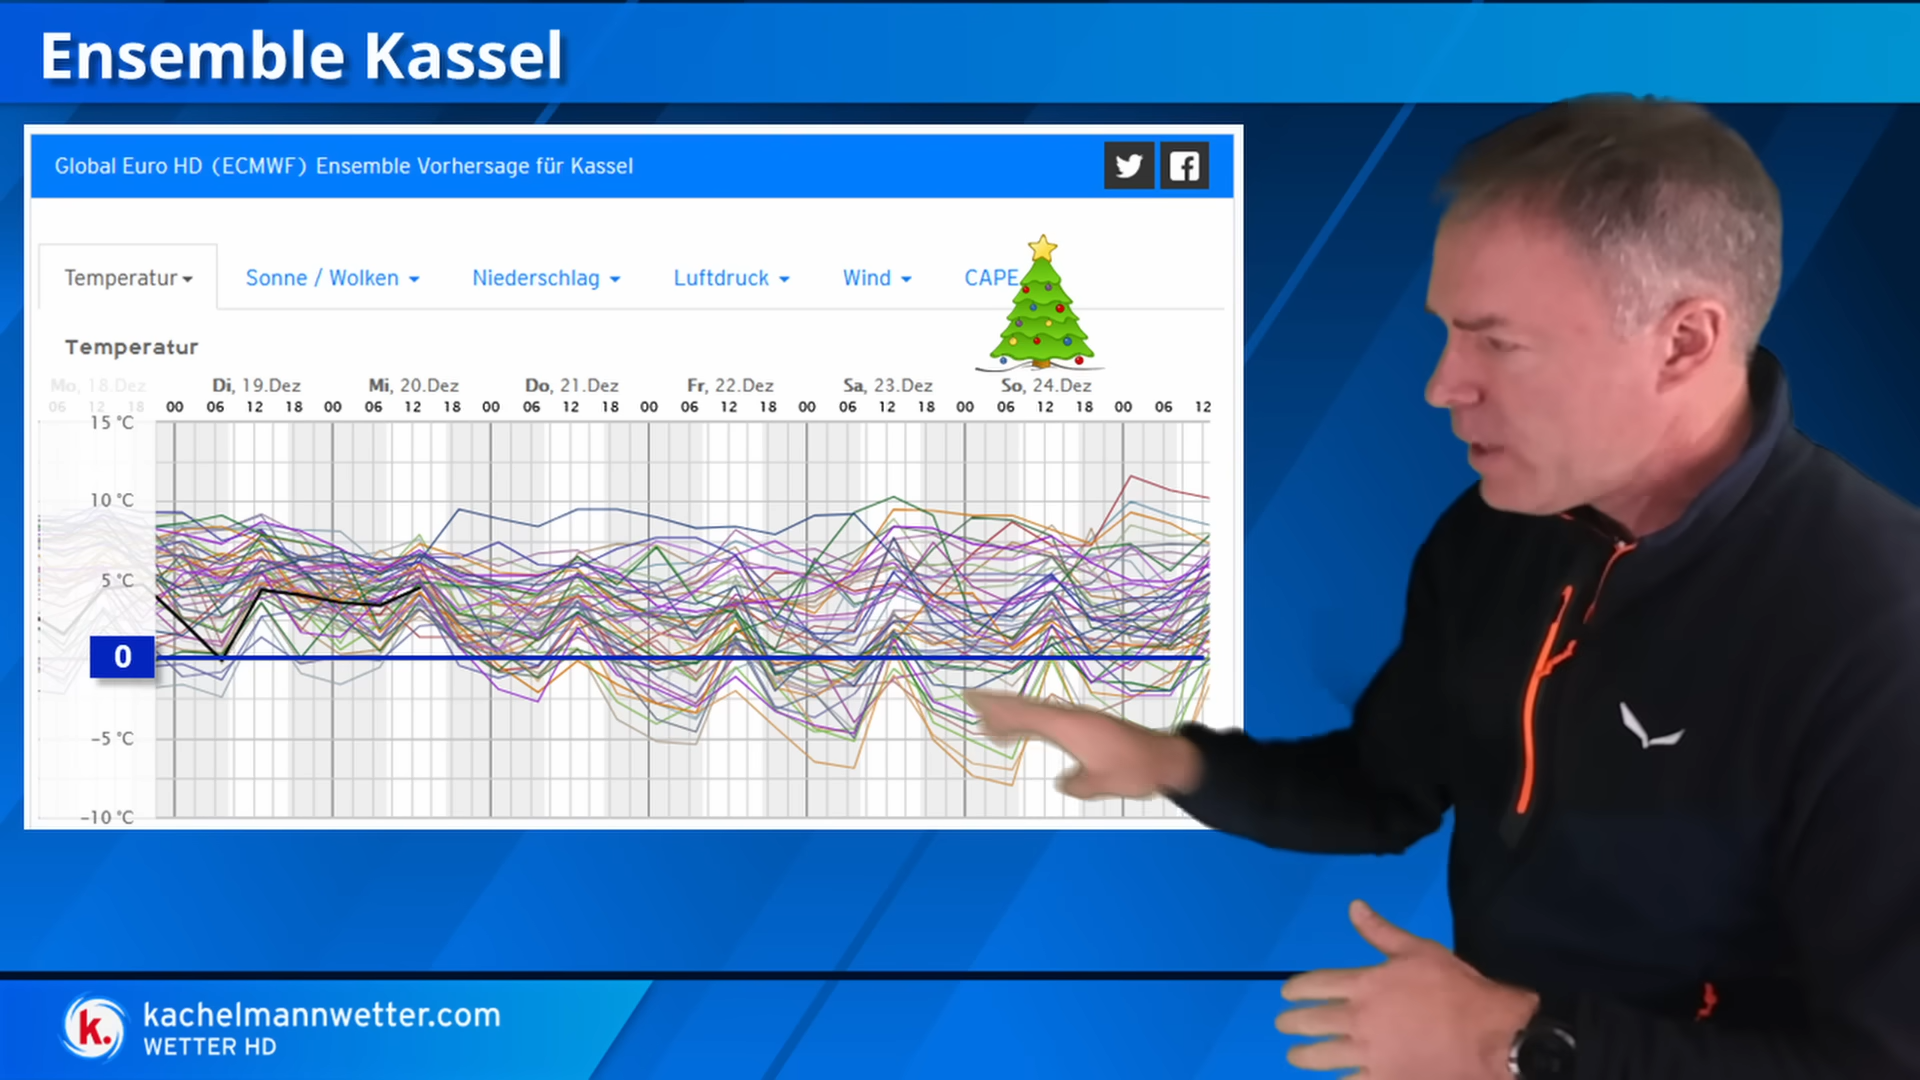 Ensemble Kassel
Global Euro HD (ECMWF) Ensemble Vorhersage für Kassel
Temperatur Sonne / Wolken Niederschlag Luftdruck Wind CAPE
Temperatur
Mo, 18.Dez Di, 19.Dez Mi, 20.Dez Do, 21.Dez Fr, 22.Dez Sa, 23.Dez So, 24.Dez
06 12 18 00 06 12 18 00 06 12 18 00 06 12 18 00 06 12 18 00 06 12 18 00 06 12 18 00 06 12
15 °C
10 °C
5 °C
0
-5 °C
-10 °C
k. kachelmannwetter.com
WETTER HD